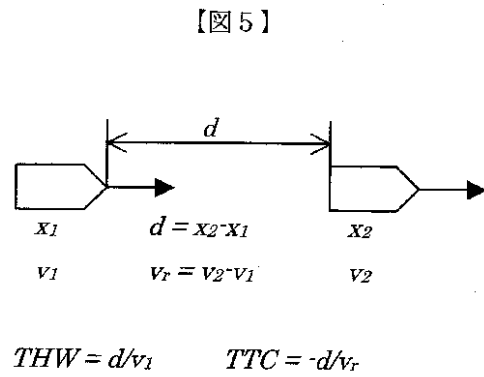 【図5】
d
x1 d = x2-x1 x2
v1 vr = v2-v1 v2
THW = d/v1 TTC = -d/vr